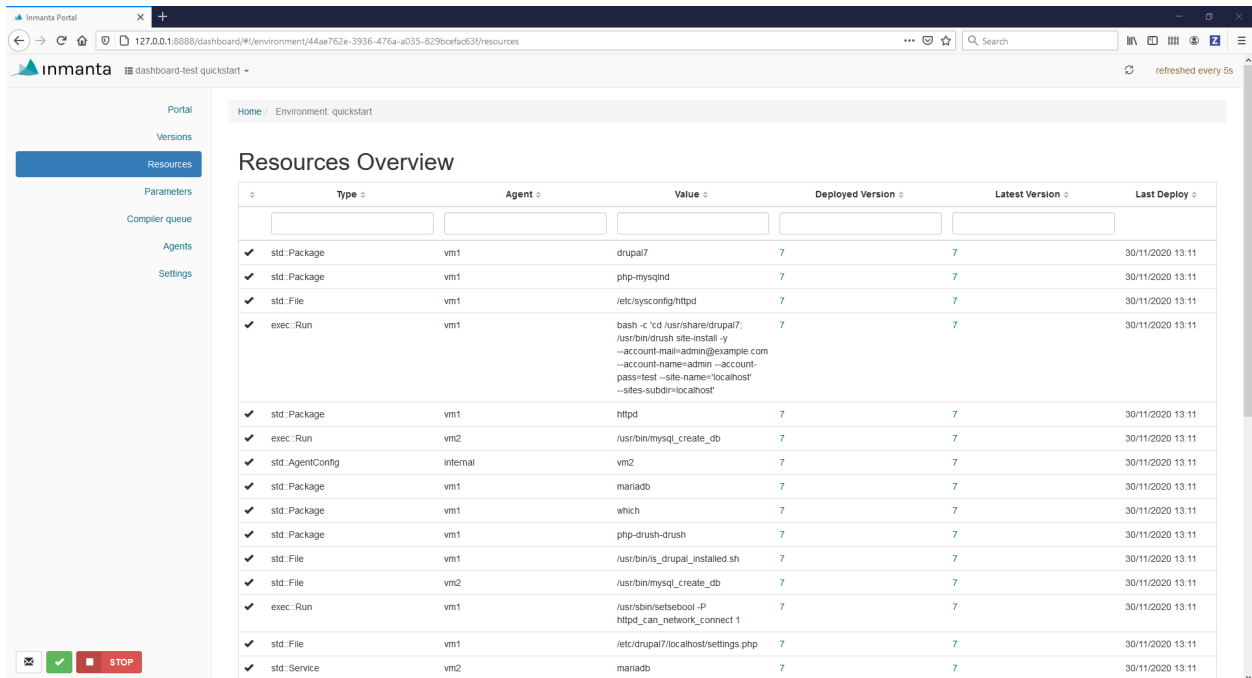 Inmanta Portal
127.0.0.1:8888/dashboard/#!/environment/44ae762e-3936-476a-a035-829bcefac63f/resources
Search
Z
inmanta dashboard-test quickstart
refreshed every 5s
Portal
Versions
Resources
Parameters
Compiler queue
Agents
Settings
Home / Environment: quickstart
Resources Overview
Type Agent Value Deployed Version Latest Version Last Deploy
std::Package vm1 drupal7 7 7 30/11/2020 13:11
std::Package vm1 php-mysqlnd 7 7 30/11/2020 13:11
std::File vm1 /etc/sysconfig/httpd 7 7 30/11/2020 13:11
exec::Run vm1 bash -c 'cd /usr/share/drupal7; 7 7 30/11/2020 13:11
/usr/bin/drush site-install -y
--account-mail=admin@example.com
--account-name=admin --account-
pass=test --site-name='localhost'
--sites-subdir=localhost'
std::Package vm1 httpd 7 7 30/11/2020 13:11
exec::Run vm2 /usr/bin/mysql_create_db 7 7 30/11/2020 13:11
std::AgentConfig internal vm2 7 7 30/11/2020 13:11
std::Package vm1 mariadb 7 7 30/11/2020 13:11
std::Package vm1 which 7 7 30/11/2020 13:11
std::Package vm1 php-drush-drush 7 7 30/11/2020 13:11
std::File vm1 /usr/bin/is_drupal_installed.sh 7 7 30/11/2020 13:11
std::File vm2 /usr/bin/mysql_create_db 7 7 30/11/2020 13:11
exec::Run vm1 /usr/sbin/setsebool -P 7 7 30/11/2020 13:11
httpd_can_network_connect 1
std::File vm1 /etc/drupal7/localhost/settings.php 7 7 30/11/2020 13:11
std::Service vm2 mariadb 7 7 30/11/2020 13:11
STOP